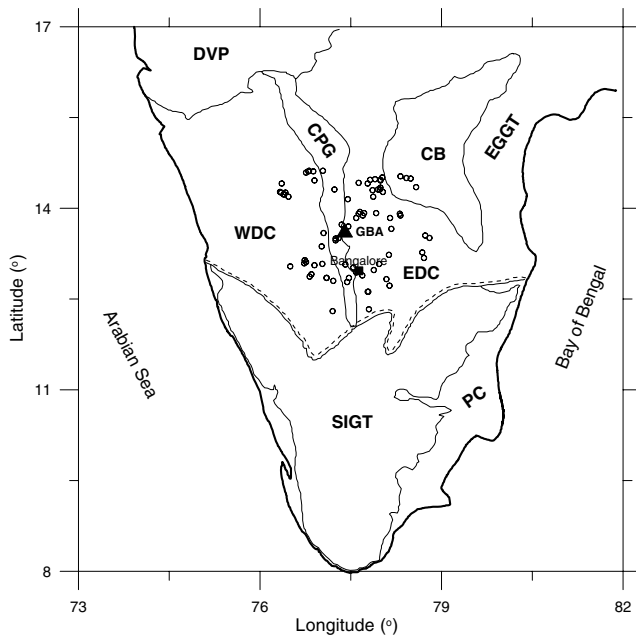 17
DVP
CPG
CB
EGGT
14
WDC
GBA
Bangalore
EDC
Latitude (º)
Arabian Sea
Bay of Bengal
11
SIGT
PC
8
73
76
79
82
Longitude (º)